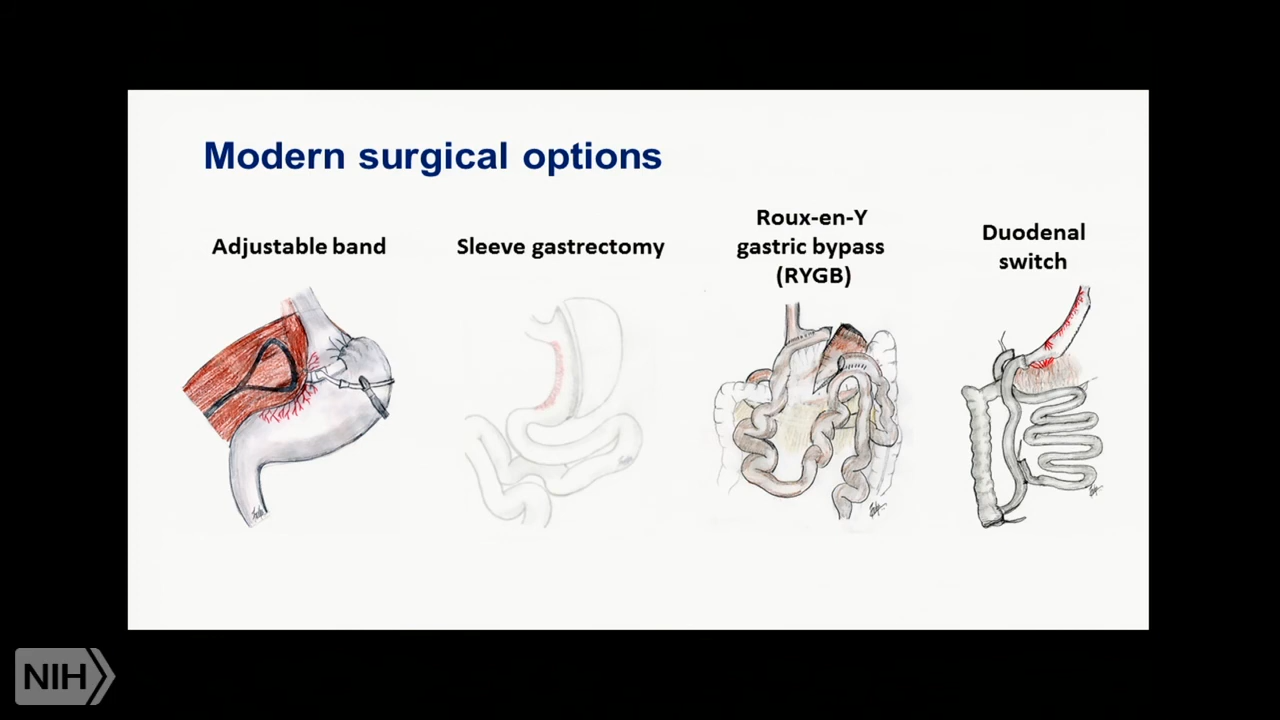 Modern surgical options
Adjustable band
Sleeve gastrectomy
Roux-en-Y
gastric bypass
(RYGB)
Duodenal
switch
NIH